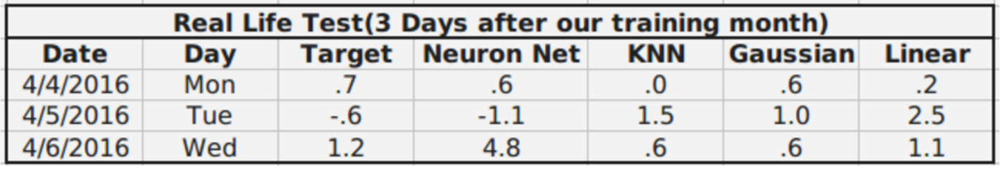 Real Life Test(3 Days after our training month)
Date Day Target Neuron Net KNN Gaussian Linear
4/4/2016 Mon .7 .6 .0 .6 .2
4/5/2016 Tue -.6 -1.1 1.5 1.0 2.5
4/6/2016 Wed 1.2 4.8 .6 .6 1.1